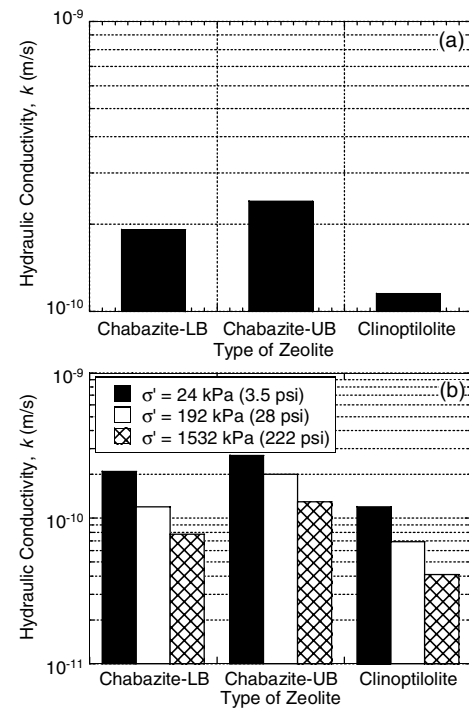 10⁻⁹
(a)
Hydraulic Conductivity, k (m/s)
10⁻¹⁰
Chabazite-LB Chabazite-UB Clinoptilolite
Type of Zeolite
10⁻⁹
(b)
σ' = 24 kPa (3.5 psi)
σ' = 192 kPa (28 psi)
σ' = 1532 kPa (222 psi)
Hydraulic Conductivity, k (m/s)
10⁻¹⁰
10⁻¹¹
Chabazite-LB Chabazite-UB Clinoptilolite
Type of Zeolite